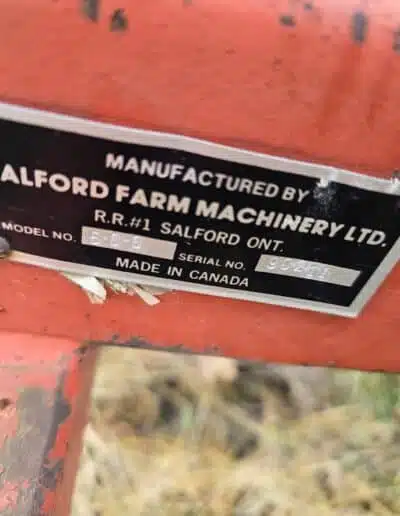 MANUFACTURED BY
ALFORD FARM MACHINERY LTD.
R.R.#1 SALFORD ONT.
MODEL NO. SERIAL NO.
MADE IN CANADA